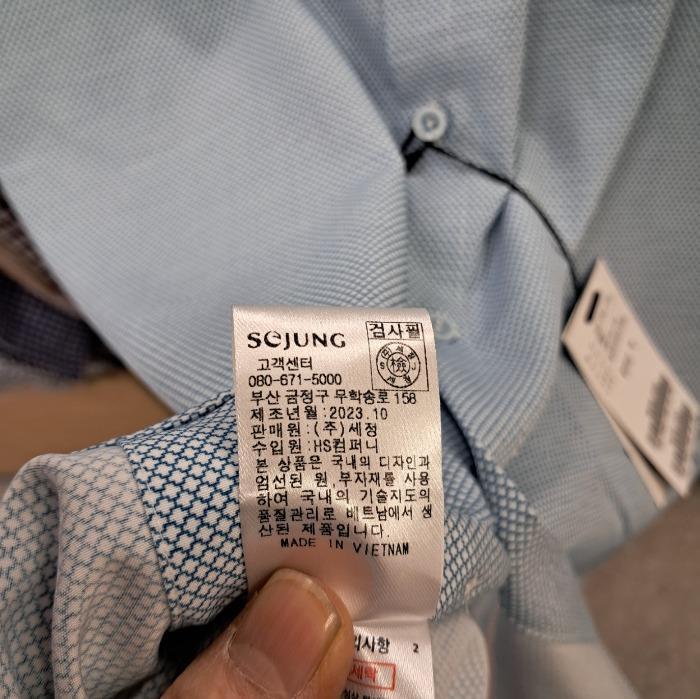 SEJUNG
검사필
고객센터
080-671-5000
부산 금정구 무학송로 158
제조년월:2023.10
판매원:(주)세정
수입원:HS컴퍼니
본 상품은 국내의 디자인과
엄선된 원,부자재를 사용
하여 국내의 기술지도의
품질관리로 베트남에서 생
산된 제품입니다.
MADE IN VIETNAM
2
세탁